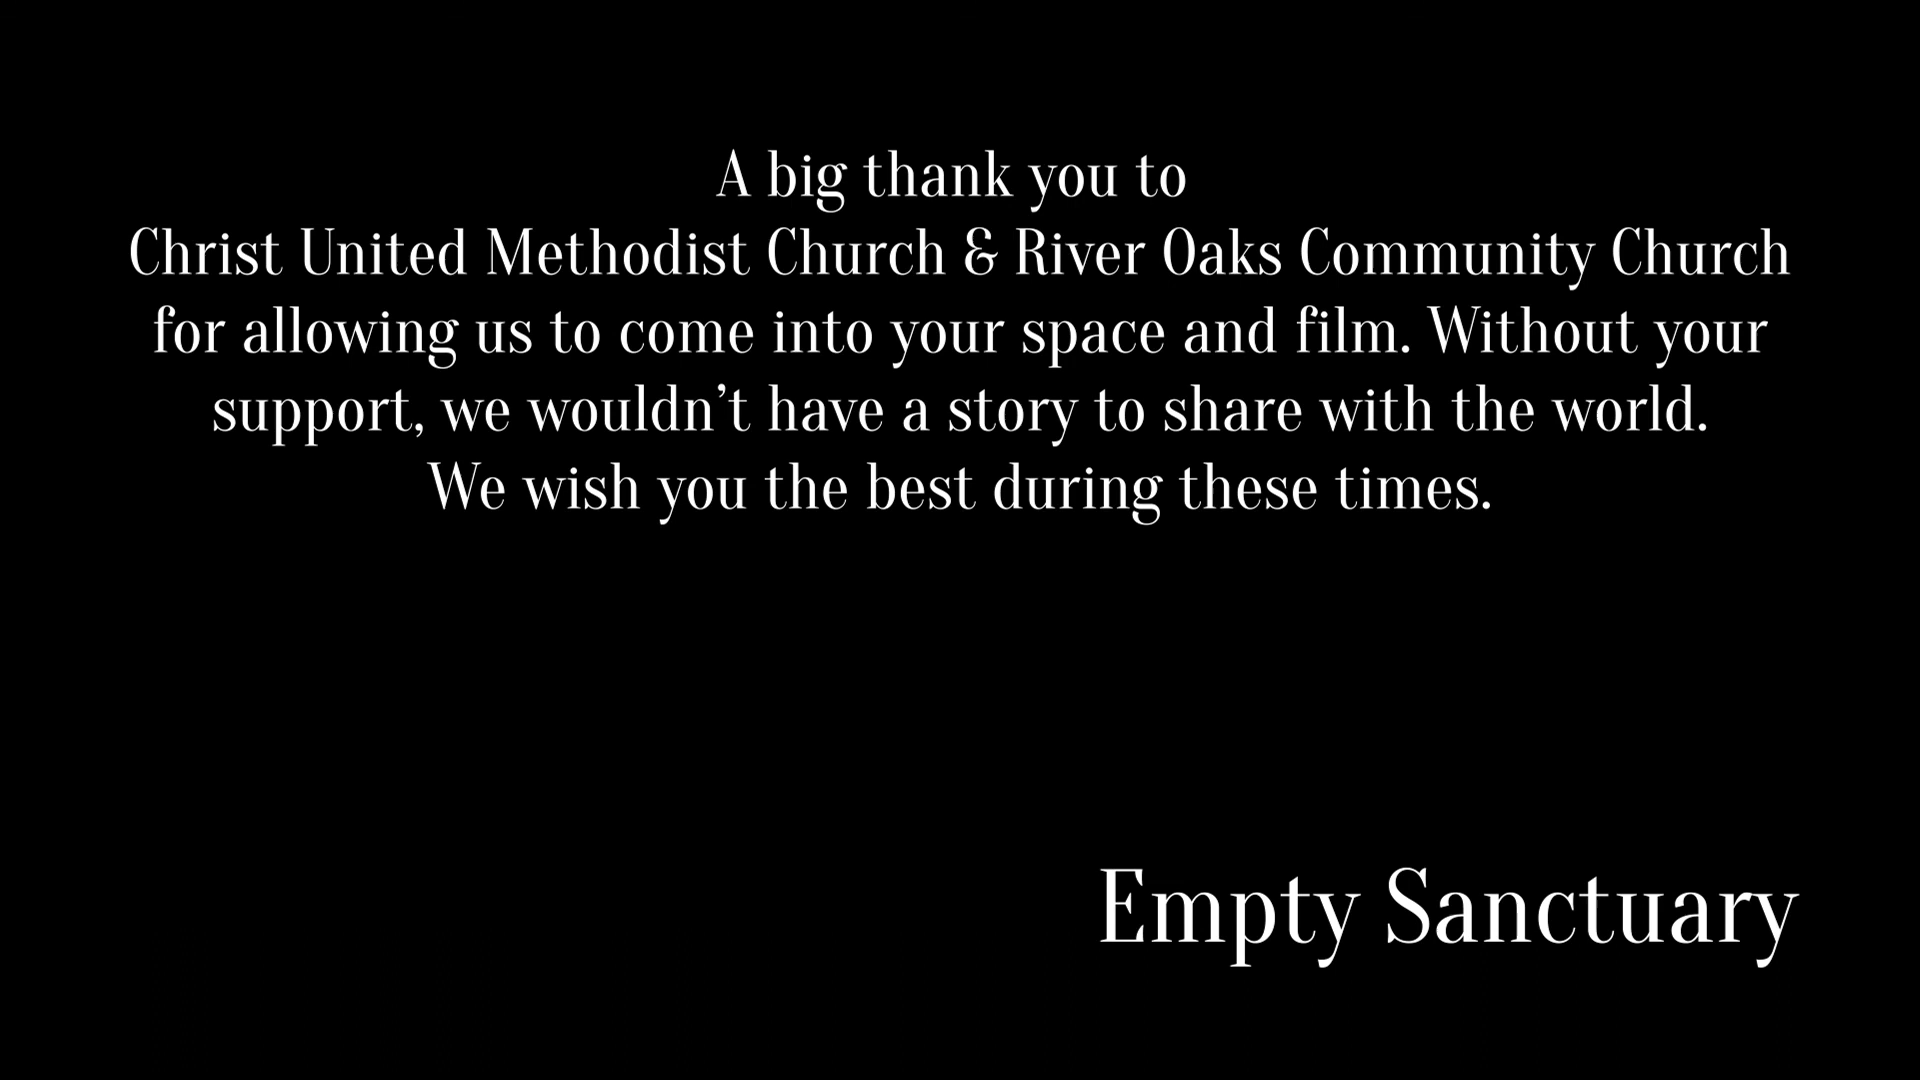 A big thank you to
Christ United Methodist Church & River Oaks Community Church
for allowing us to come into your space and film. Without your
support, we wouldn’t have a story to share with the world.
We wish you the best during these times.
Empty Sanctuary